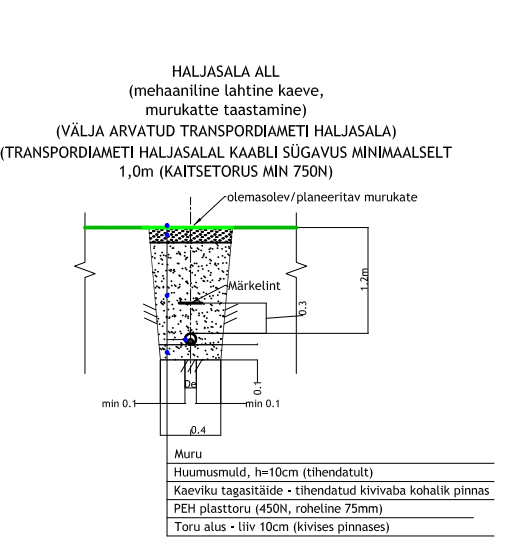 HALJASALA ALL
(mehaaniline lahtine kaeve,
murukatte taastamine)
(VÄLJA ARVATUD TRANSPORDIAMETI HALJASALA)
(TRANSPORDIAMETI HALJASALAL KAABLI SÜGAVUS MINIMAALSELT
1,0m (KAITSETORUS MIN 750N)
olemasolev/planeeritav murukate
1.2m
Märkelint
0.3
0.1
De
min 0.1
min 0.1
0.4
Muru
Huumusmuld, h=10cm (tihendatult)
Kaeviku tagasitäide - tihendatud kivivaba kohalik pinnas
PEH plasttoru (450N, roheline 75mm)
Toru alus - liiv 10cm (kivises pinnases)